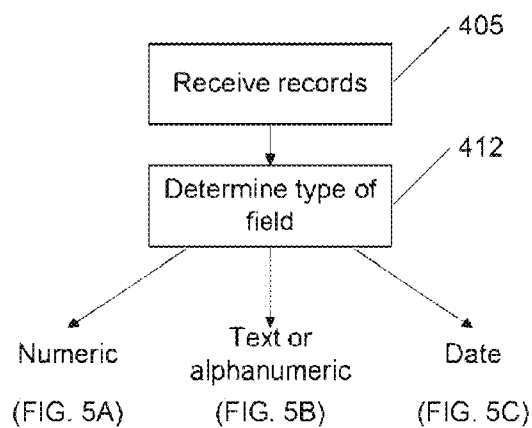 405
Receive records
412
Determine type of
field
Numeric
Text or
alphanumeric
Date
(FIG. 5A)
(FIG. 5B)
(FIG. 5C)